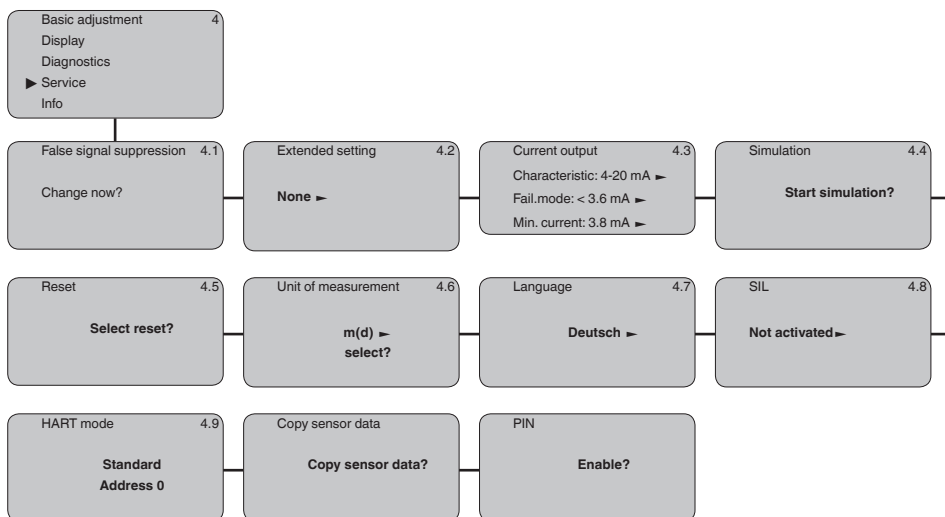 Basic adjustment 4
Display
Diagnostics
► Service
Info
False signal suppression 4.1
Change now?
Extended setting 4.2
None ►
Current output 4.3
Characteristic: 4-20 mA ►
Fail.mode: < 3.6 mA ►
Min. current: 3.8 mA ►
Simulation 4.4
Start simulation?
Reset 4.5
Select reset?
Unit of measurement 4.6
m(d) ►
select?
Language 4.7
Deutsch ►
SIL 4.8
Not activated ►
HART mode 4.9
Standard
Address 0
Copy sensor data
Copy sensor data?
PIN
Enable?